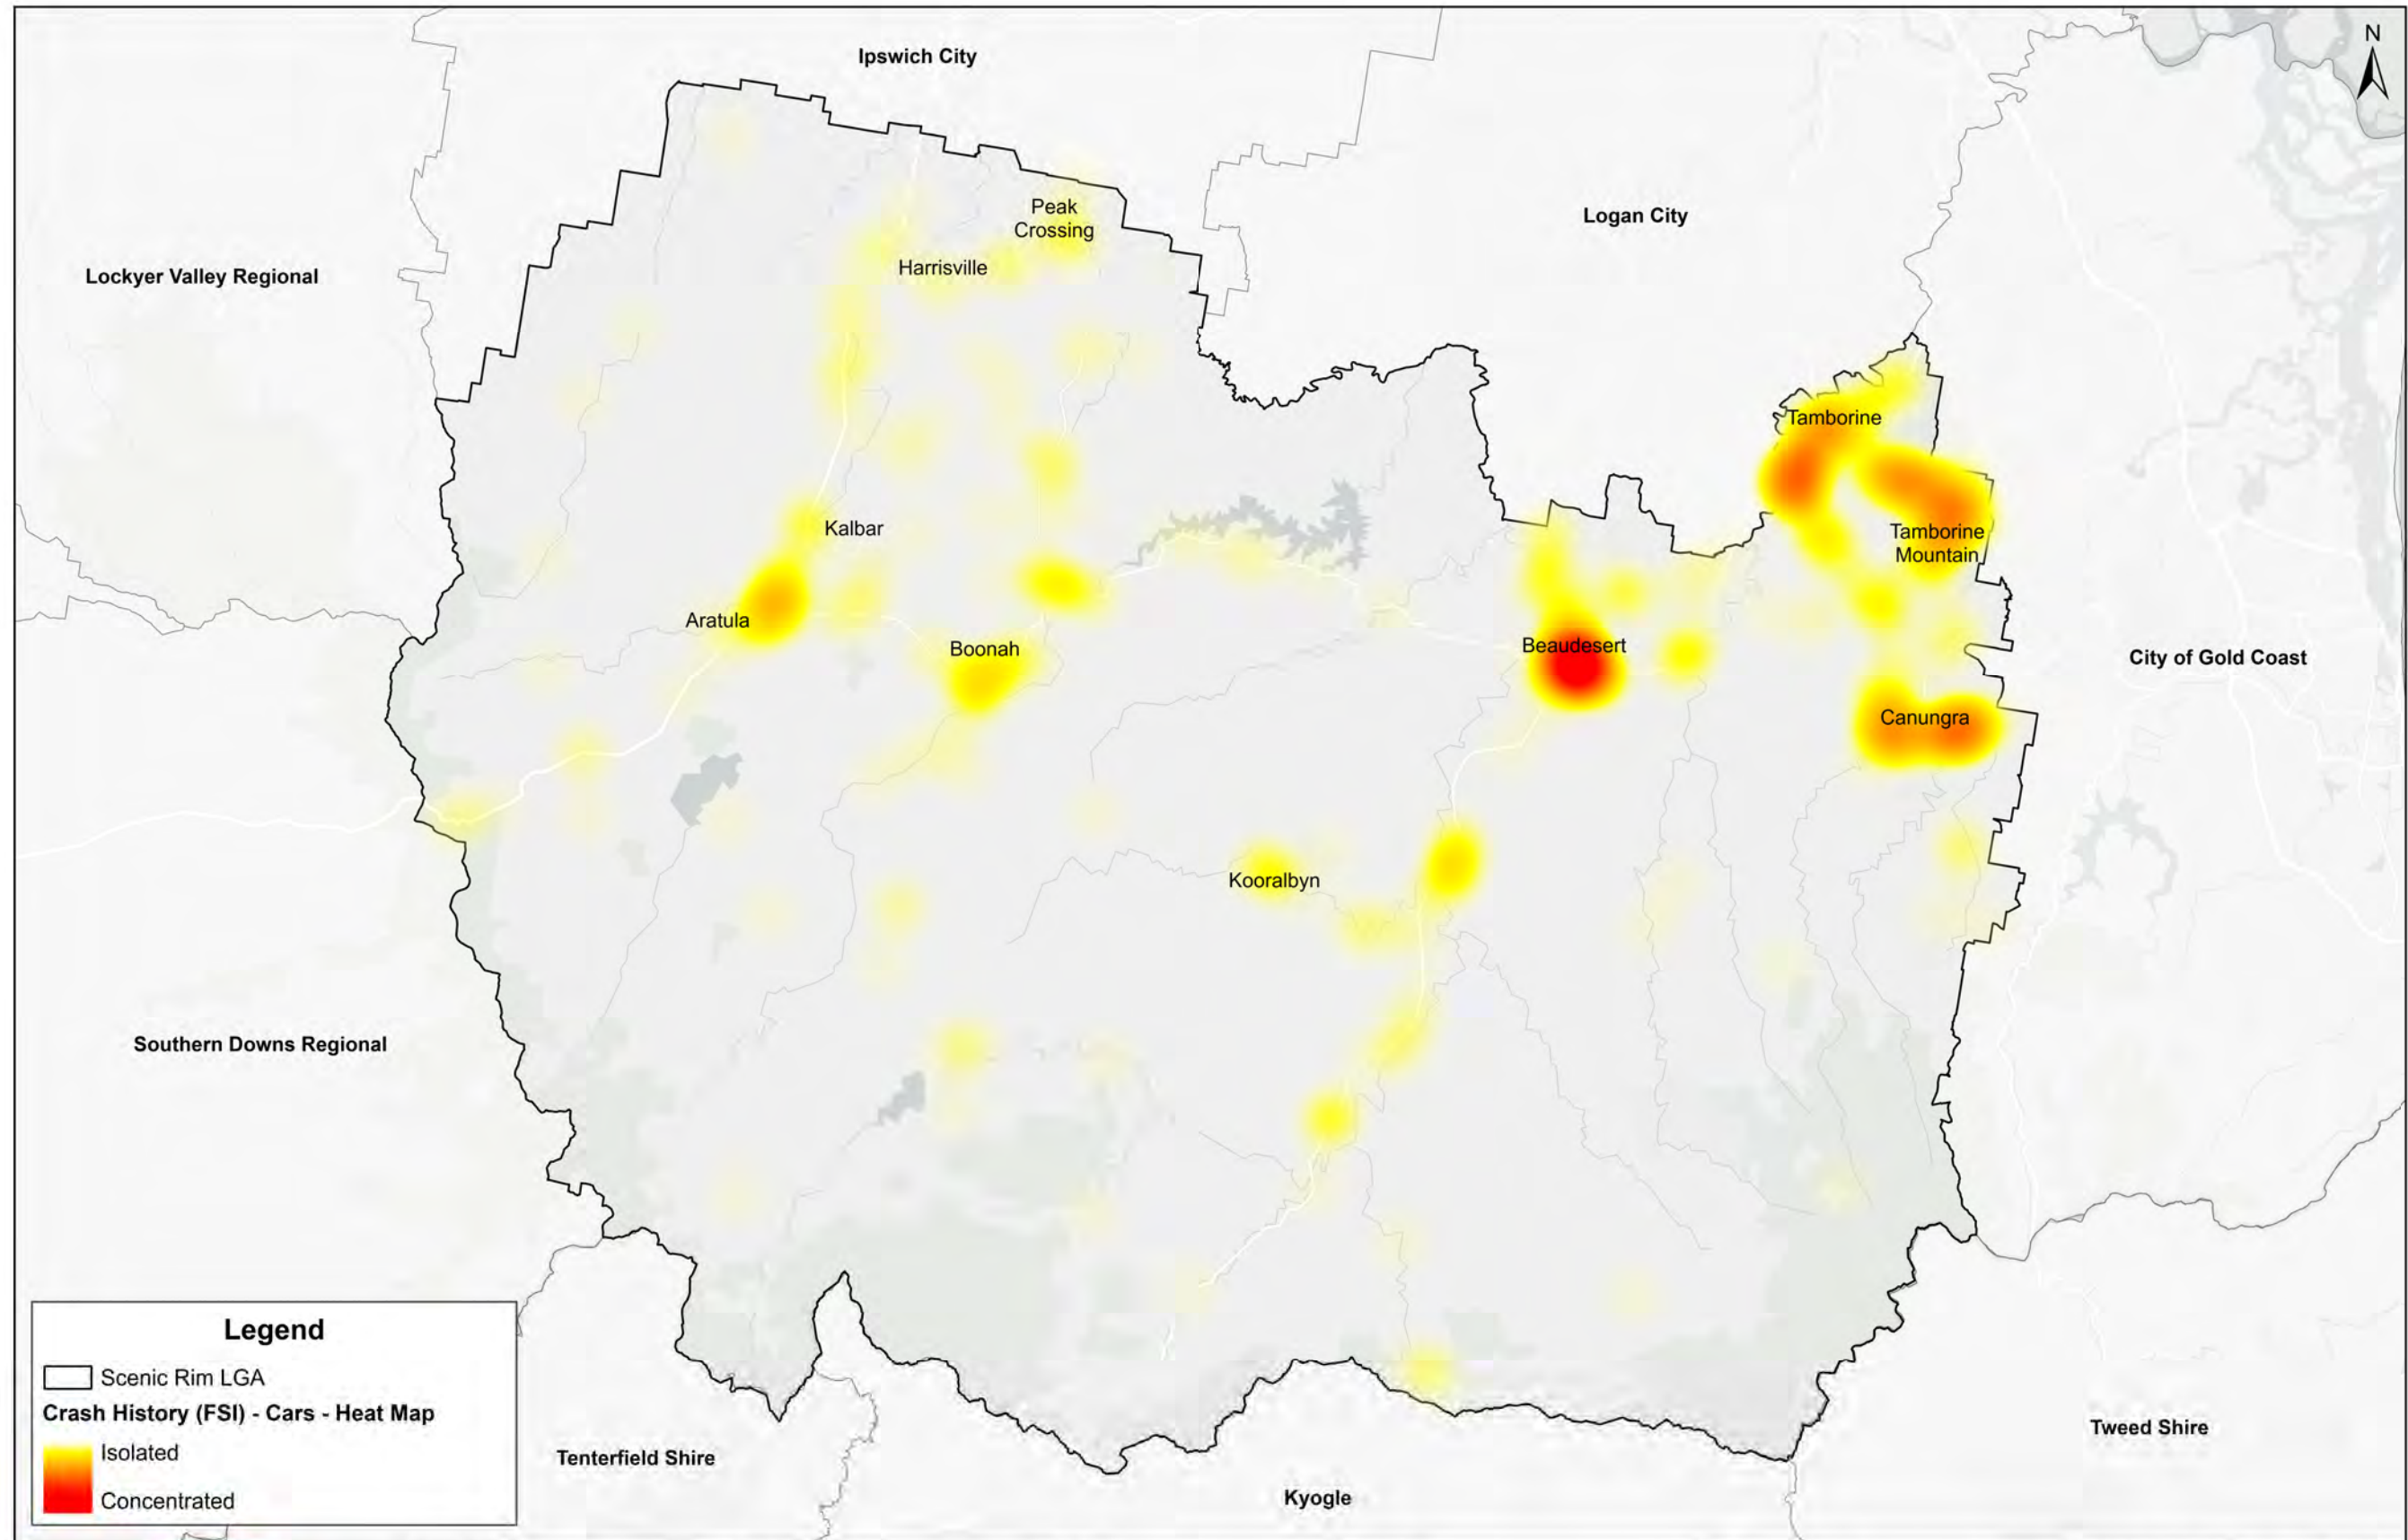 N
Ipswich City
Peak
Crossing
Logan City
Harrisville
Lockyer Valley Regional
Tamborine
Kalbar
Tamborine
Mountain
Aratula
Boonah
Beaudesert
City of Gold Coast
Canungra
Kooralbyn
Southern Downs Regional
Legend
Scenic Rim LGA
Crash History (FSI) - Cars - Heat Map
Isolated
Concentrated
Tenterfield Shire
Kyogle
Tweed Shire